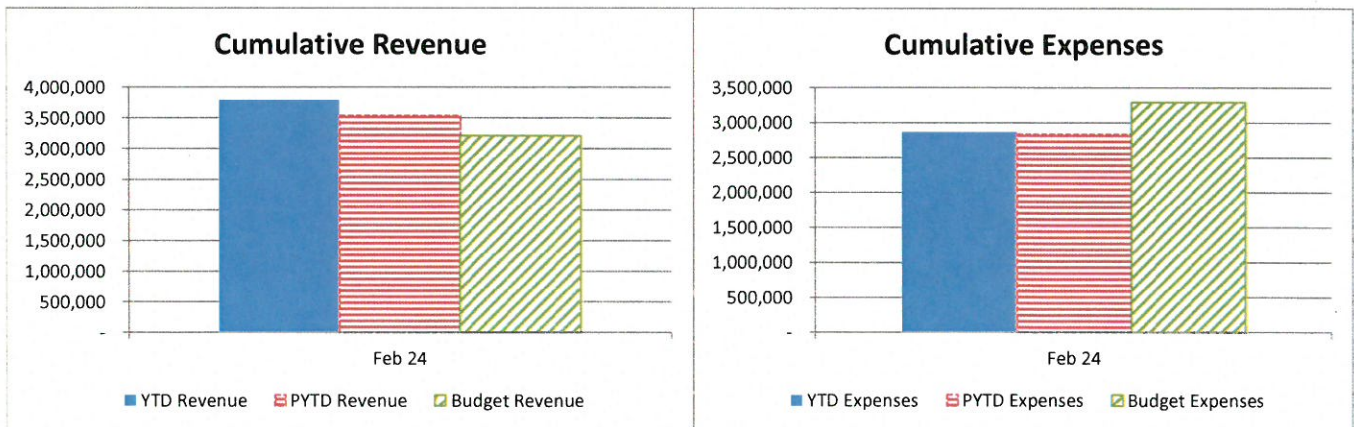 Cumulative Revenue
4,000,000
3,500,000
3,000,000
2,500,000
2,000,000
1,500,000
1,000,000
500,000
-
Feb 24
YTD Revenue PYTD Revenue Budget Revenue
Cumulative Expenses
3,500,000
3,000,000
2,500,000
2,000,000
1,500,000
1,000,000
500,000
-
Feb 24
YTD Expenses PYTD Expenses Budget Expenses